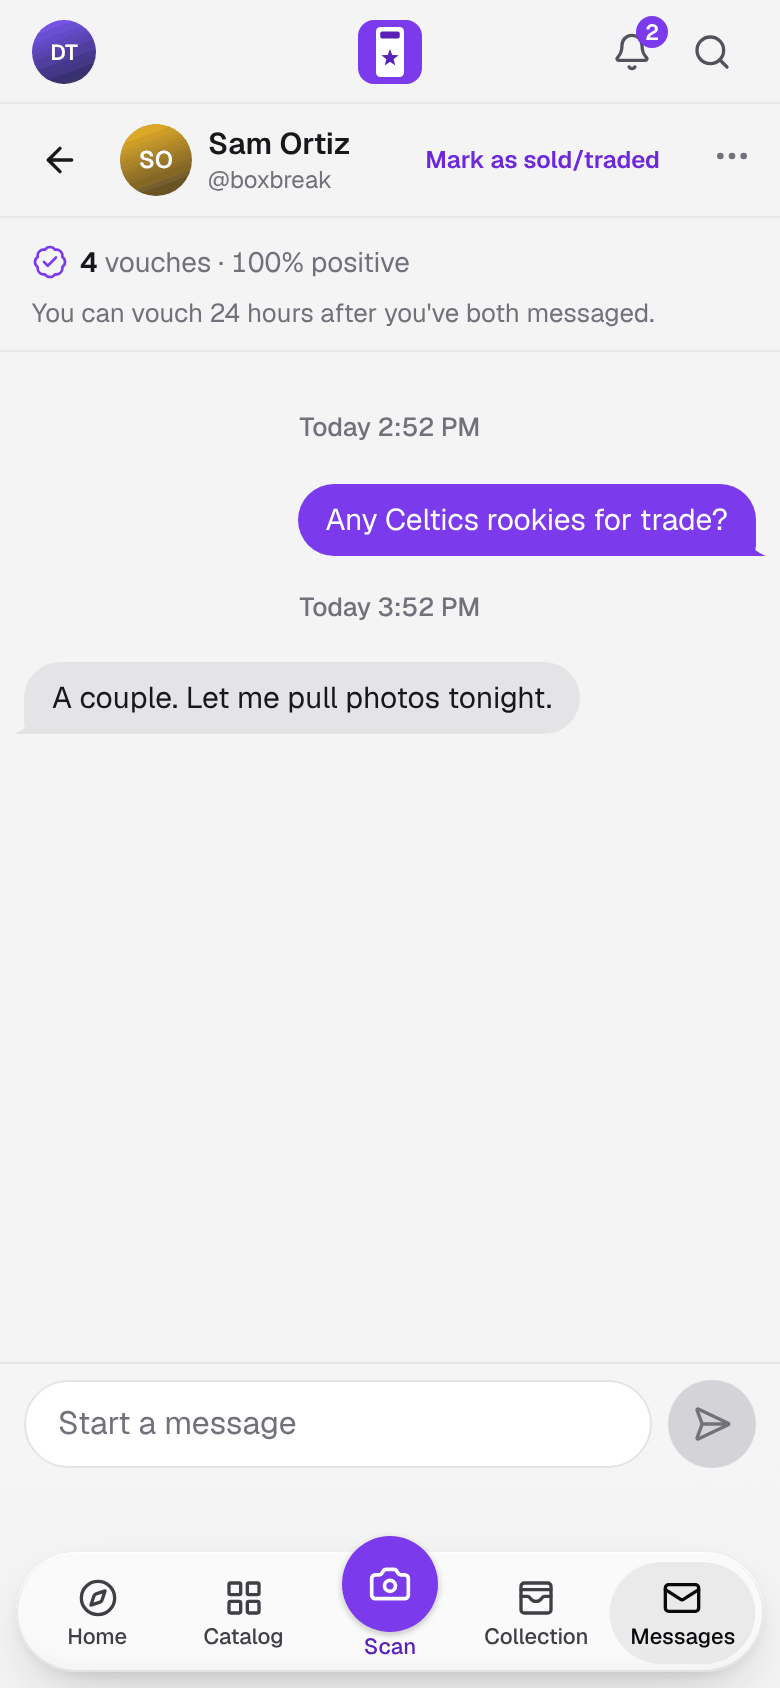 DT
2
SO
Sam Ortiz
@boxbreak
Mark as sold/traded
4 vouches · 100% positive
You can vouch 24 hours after you've both messaged.
Today 2:52 PM
Any Celtics rookies for trade?
Today 3:52 PM
A couple. Let me pull photos tonight.
Start a message
Home
Catalog
Scan
Collection
Messages